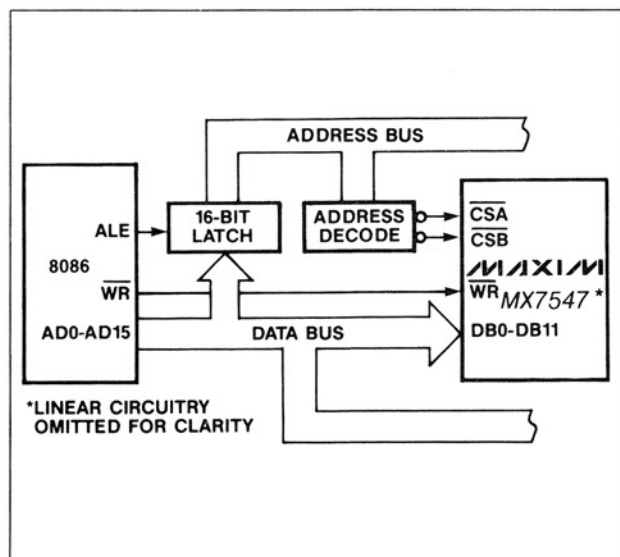 ADDRESS BUS
ALE
16-BIT
LATCH
ADDRESS
DECODE
CSA
CSB
8086
MAXIM
WR
WR
MX7547 *
AD0-AD15
DATA BUS
DB0-DB11
*LINEAR CIRCUITRY
OMITTED FOR CLARITY